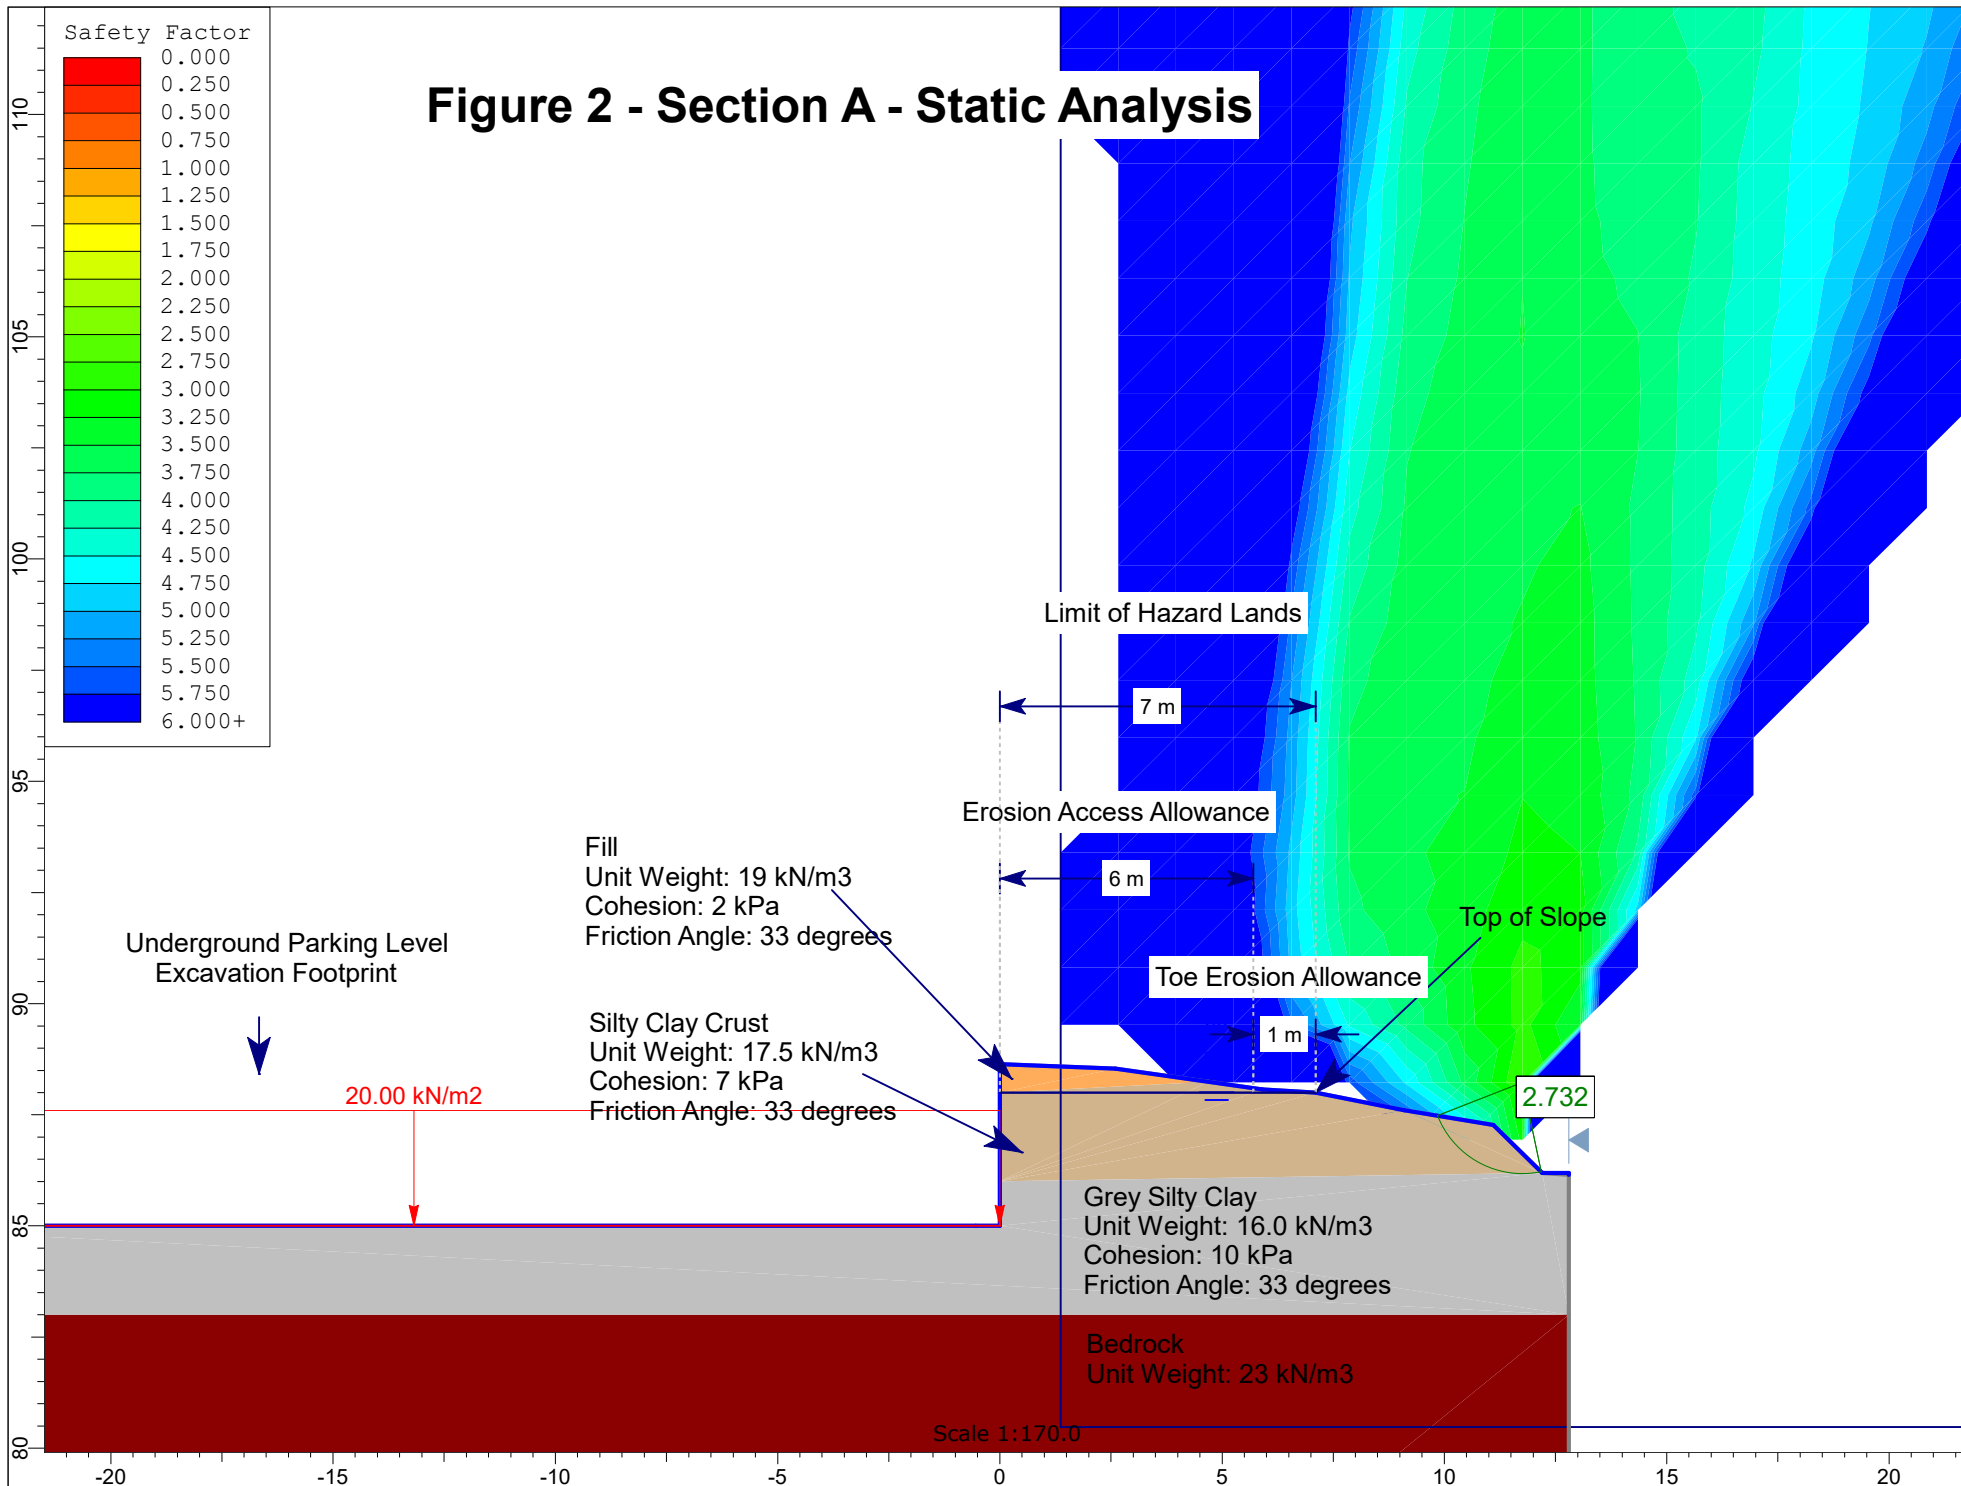 Safety Factor
0.000
0.250
0.500
0.750
1.000
1.250
1.500
1.750
2.000
2.250
2.500
2.750
3.000
3.250
3.500
3.750
4.000
4.250
4.500
4.750
5.000
5.250
5.500
5.750
6.000+
Figure 2 - Section A - Static Analysis
Limit of Hazard Lands
7 m
Erosion Access Allowance
6 m
Fill
Unit Weight: 19 kN/m3
Cohesion: 2 kPa
Friction Angle: 33 degrees
Top of Slope
Underground Parking Level
Excavation Footprint
Toe Erosion Allowance
1 m
Silty Clay Crust
Unit Weight: 17.5 kN/m3
Cohesion: 7 kPa
Friction Angle: 33 degrees
20.00 kN/m2
2.732
Grey Silty Clay
Unit Weight: 16.0 kN/m3
Cohesion: 10 kPa
Friction Angle: 33 degrees
Bedrock
Unit Weight: 23 kN/m3
Scale 1:170.0
110
105
100
95
90
85
80
-20
-15
-10
-5
0
5
10
15
20